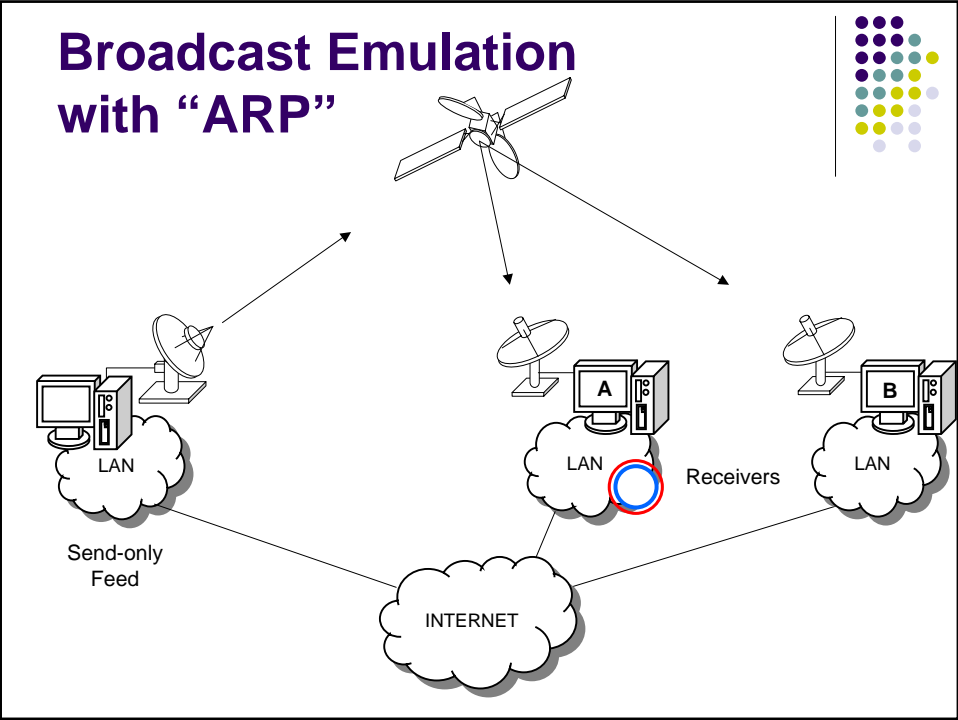 Broadcast Emulation
with “ARP”
A
B
LAN
LAN
Receivers
LAN
Send-only
Feed
INTERNET